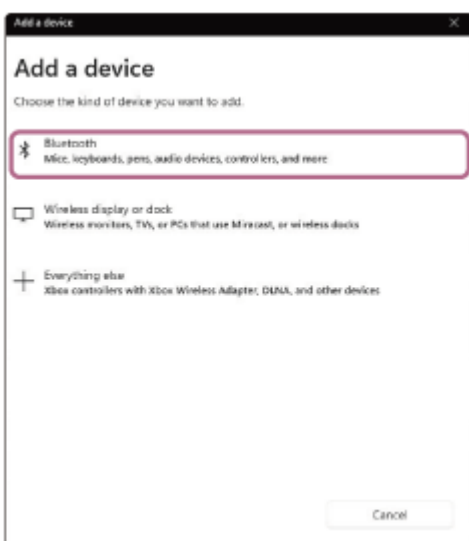 Add a device
Add a device
Choose the kind of device you want to add.
Bluetooth
Mice, keyboards, pens, audio devices, controllers, and more
Wireless display or dock
Wireless monitors, TVs, or PCs that use Miracast, or wireless docks
Everything else
Xbox controllers with Xbox Wireless Adapter, DLNA, and other devices
Cancel